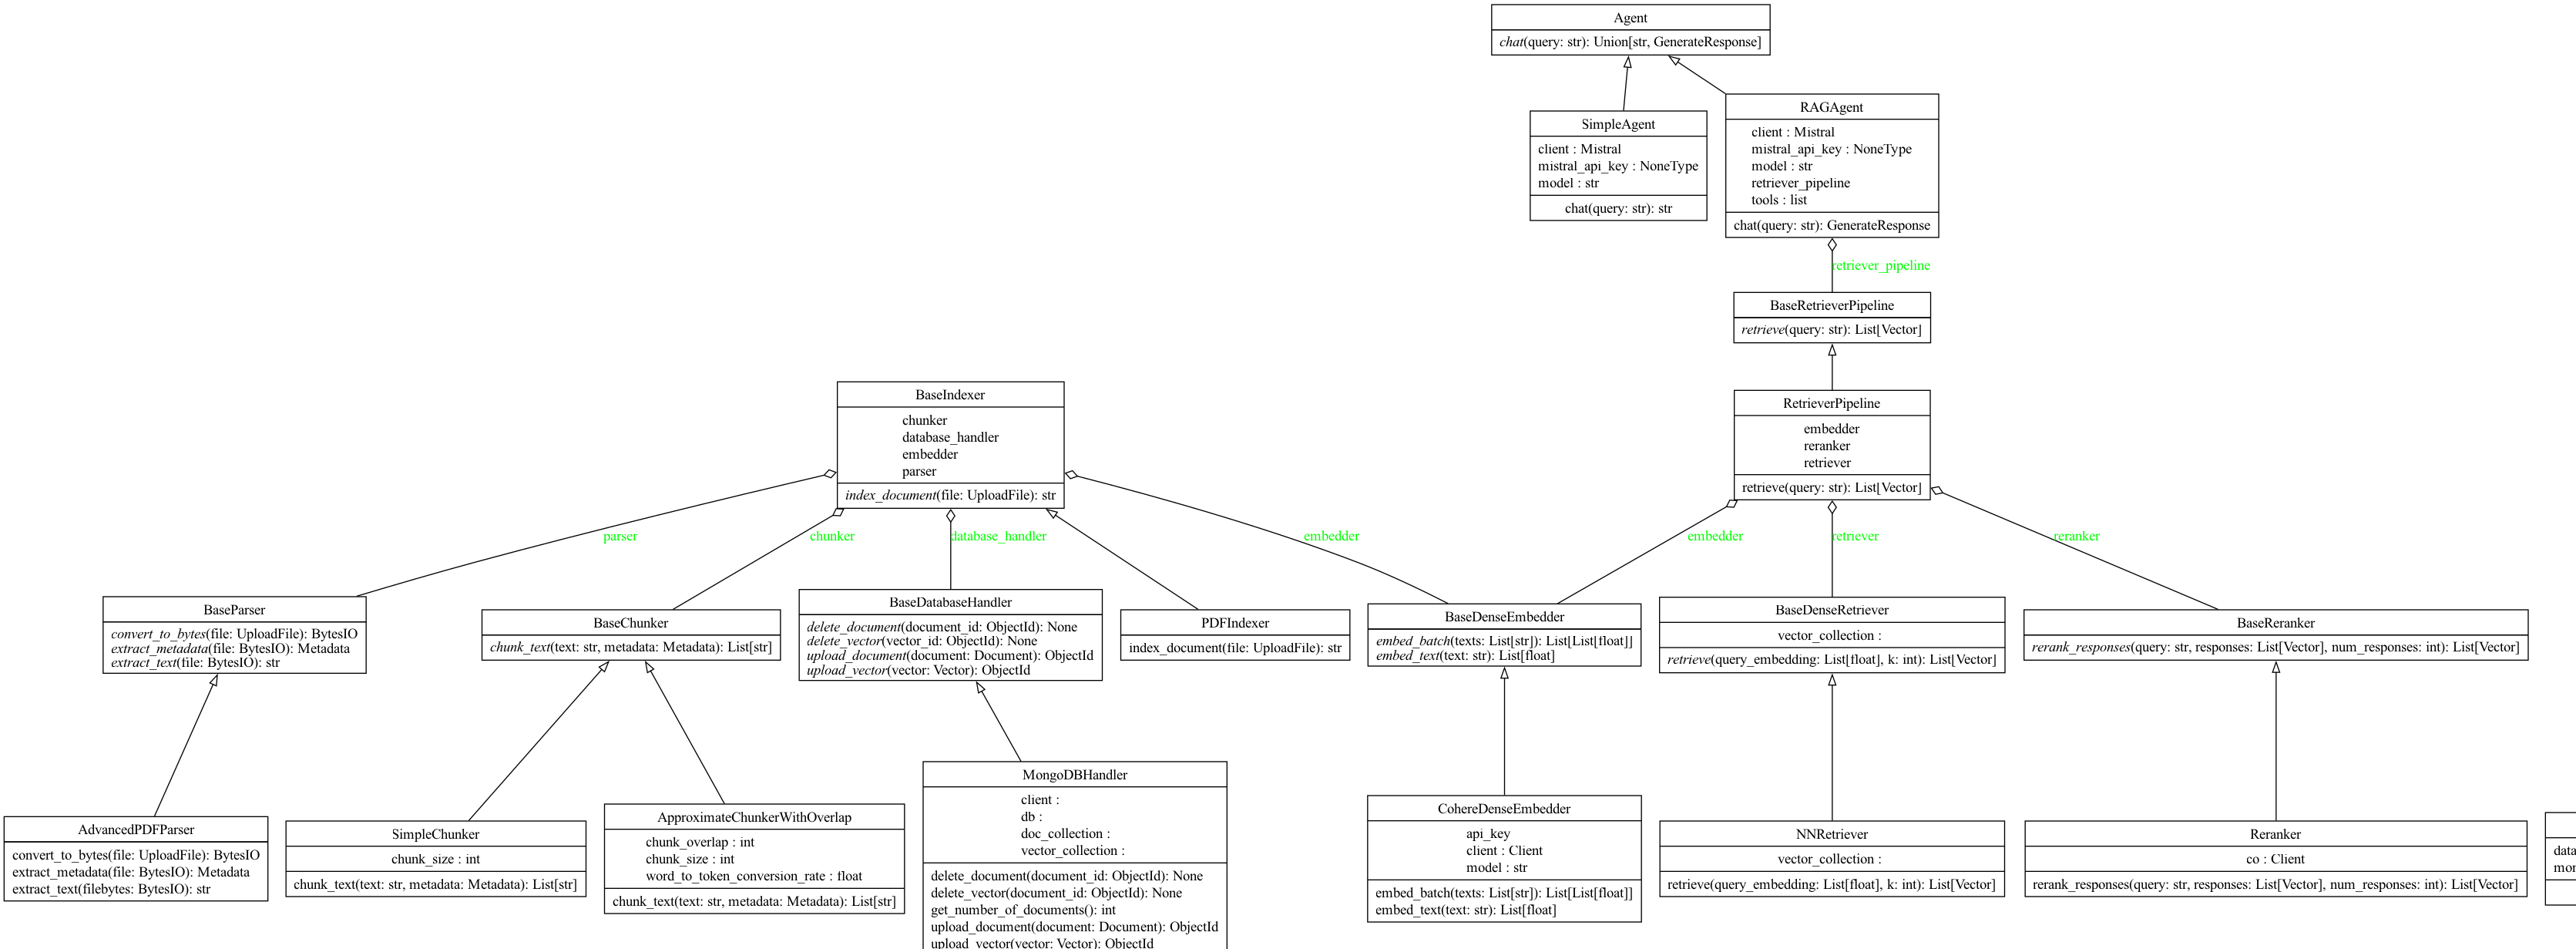 Agent
chat(query: str): Union[str, GenerateResponse]
SimpleAgent
client : Mistral
mistral_api_key : NoneType
model : str
chat(query: str): str
RAGAgent
client : Mistral
mistral_api_key : NoneType
model : str
retriever_pipeline
tools : list
chat(query: str): GenerateResponse
retriever_pipeline
BaseRetrieverPipeline
retrieve(query: str): List[Vector]
BaseIndexer
chunker
database_handler
embedder
parser
index_document(file: UploadFile): str
RetrieverPipeline
embedder
reranker
retriever
retrieve(query: str): List[Vector]
parser
chunker
database_handler
embedder
embedder
retriever
reranker
BaseParser
convert_to_bytes(file: UploadFile): BytesIO
extract_metadata(file: BytesIO): Metadata
extract_text(file: BytesIO): str
BaseChunker
chunk_text(text: str, metadata: Metadata): List[str]
BaseDatabaseHandler
delete_document(document_id: ObjectId): None
delete_vector(vector_id: ObjectId): None
upload_document(document: Document): ObjectId
upload_vector(vector: Vector): ObjectId
PDFIndexer
index_document(file: UploadFile): str
BaseDenseEmbedder
embed_batch(texts: List[str]): List[List[float]]
embed_text(text: str): List[float]
BaseDenseRetriever
vector_collection :
retrieve(query_embedding: List[float], k: int): List[Vector]
BaseReranker
rerank_responses(query: str, responses: List[Vector], num_responses: int): List[Vector]
AdvancedPDFParser
convert_to_bytes(file: UploadFile): BytesIO
extract_metadata(file: BytesIO): Metadata
extract_text(filebytes: BytesIO): str
SimpleChunker
chunk_size : int
chunk_text(text: str, metadata: Metadata): List[str]
ApproximateChunkerWithOverlap
chunk_overlap : int
chunk_size : int
word_to_token_conversion_rate : float
chunk_text(text: str, metadata: Metadata): List[str]
MongoDBHandler
client :
db :
doc_collection :
vector_collection :
delete_document(document_id: ObjectId): None
delete_vector(document_id: ObjectId): None
get_number_of_documents(): int
upload_document(document: Document): ObjectId
upload_vector(vector: Vector): ObjectId
CohereDenseEmbedder
api_key
client : Client
model : str
embed_batch(texts: List[str]): List[List[float]]
embed_text(text: str): List[float]
NNRetriever
vector_collection :
retrieve(query_embedding: List[float], k: int): List[Vector]
Reranker
co : Client
rerank_responses(query: str, responses: List[Vector], num_responses: int): List[Vector]